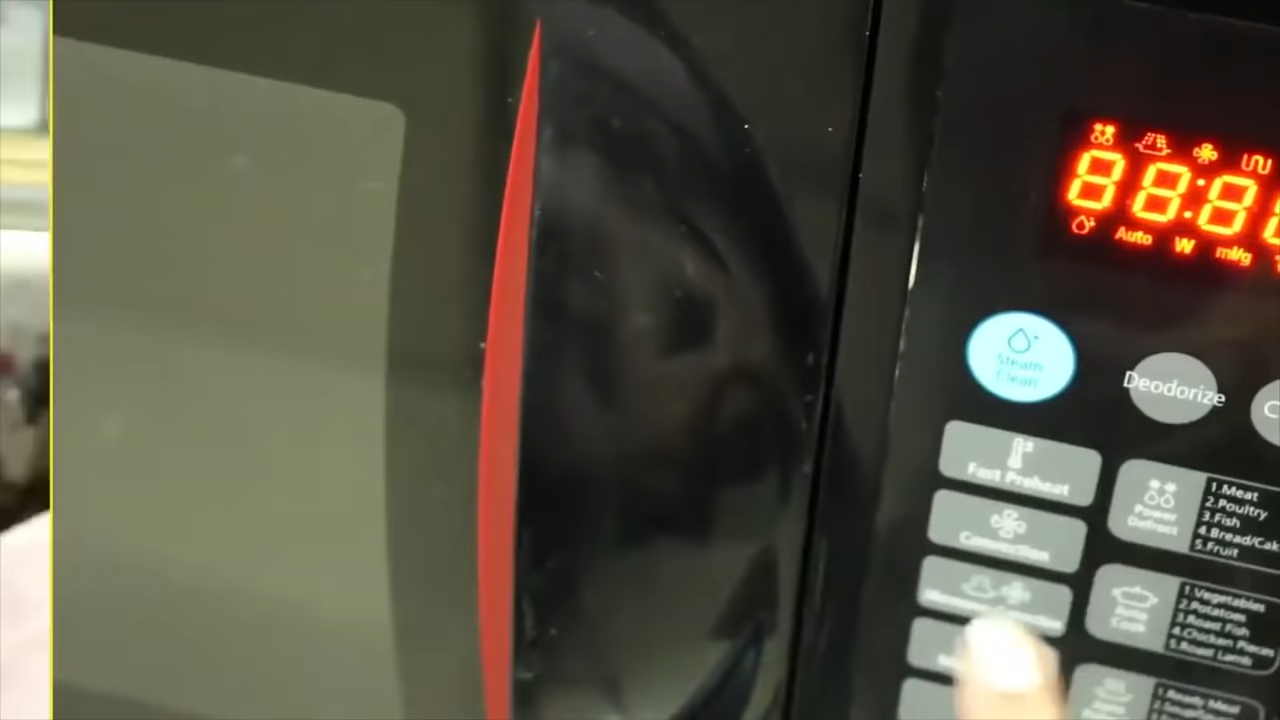 88:8
Auto W ml/g
Steam
Clean
Deodorize
C
Fast Preheat
Convection
Power
Defrost
1.Meat
2.Poultry
3.Fish
4.Bread/Cak
5.Fruit
Auto
Cook
1.Vegetables
2.Potatoes
3.Roast Fish
4.Chicken Pieces
5.Roast Lamb
1.Ready Meal